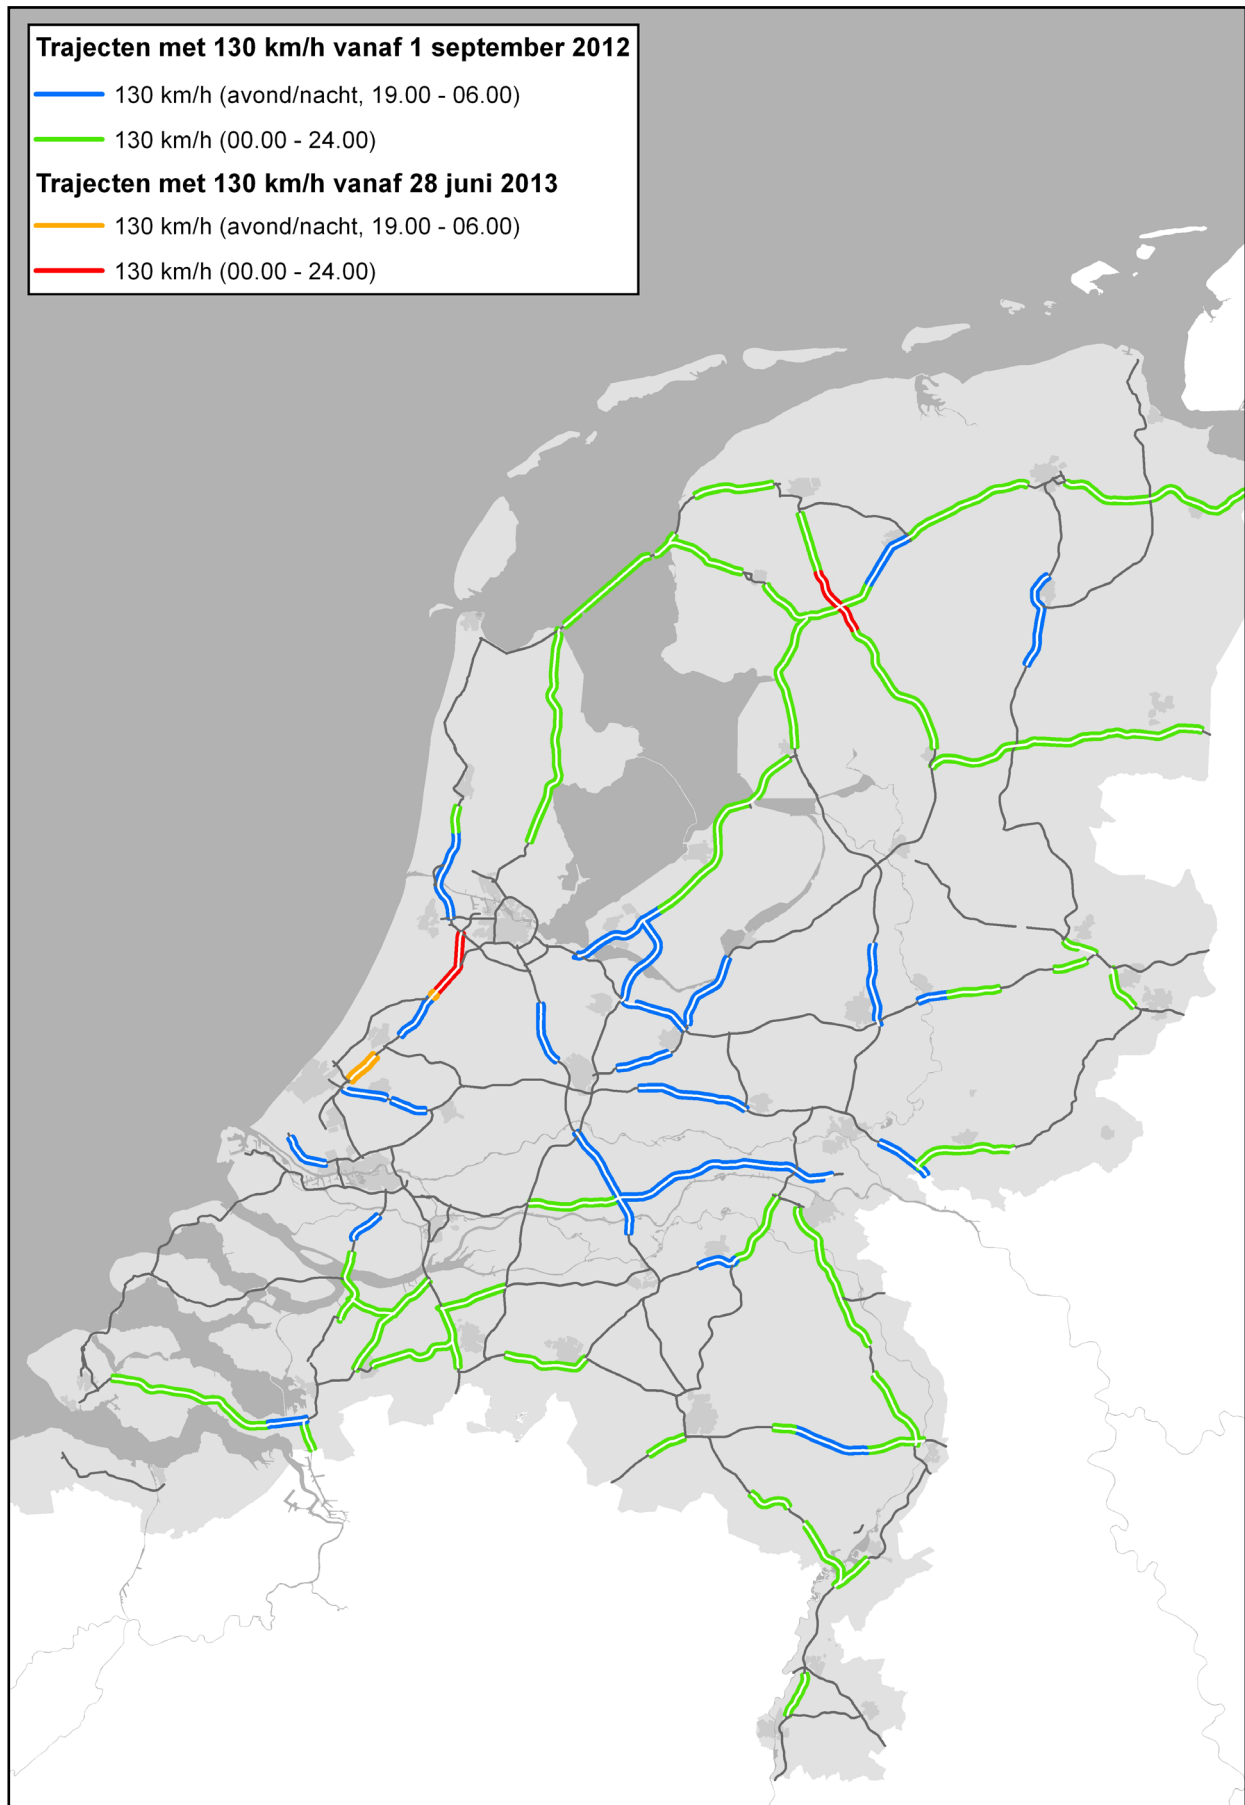 Trajecten met 130 km/h vanaf 1 september 2012
130 km/h (avond/nacht, 19.00 - 06.00)
130 km/h (00.00 - 24.00)
Trajecten met 130 km/h vanaf 28 juni 2013
130 km/h (avond/nacht, 19.00 - 06.00)
130 km/h (00.00 - 24.00)